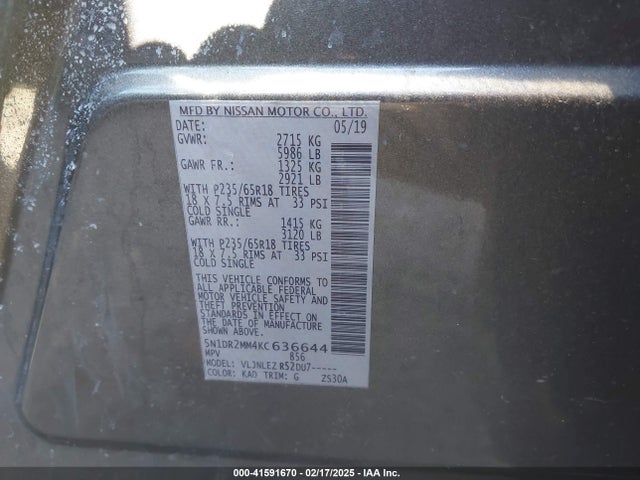 MFD BY NISSAN MOTOR CO., LTD.
DATE: 05/19
GVWR: 2715 KG
5986 LB
GAWR FR.: 1325 KG
2921 LB
WITH P235/65R18 TIRES
18 X 7.5 RIMS AT 33 PSI
COLD SINGLE
GAWR RR.: 1415 KG
3120 LB
WITH P235/65R18 TIRES
18 X 7.5 RIMS AT 33 PSI
COLD SINGLE
THIS VEHICLE CONFORMS TO
ALL APPLICABLE FEDERAL
MOTOR VEHICLE SAFETY AND
THEFT PREVENTION
STANDARDS IN EFFECT ON
THE DATE OF MANUFACTURE
SHOWN ABOVE.
5N1DR2MM4KC636644
MPV 856
MODEL: VLJNLEZ R52DU7-----
COLOR: KAD TRIM: G ZS30A
000-41591670 - 02/17/2025 - IAA Inc.